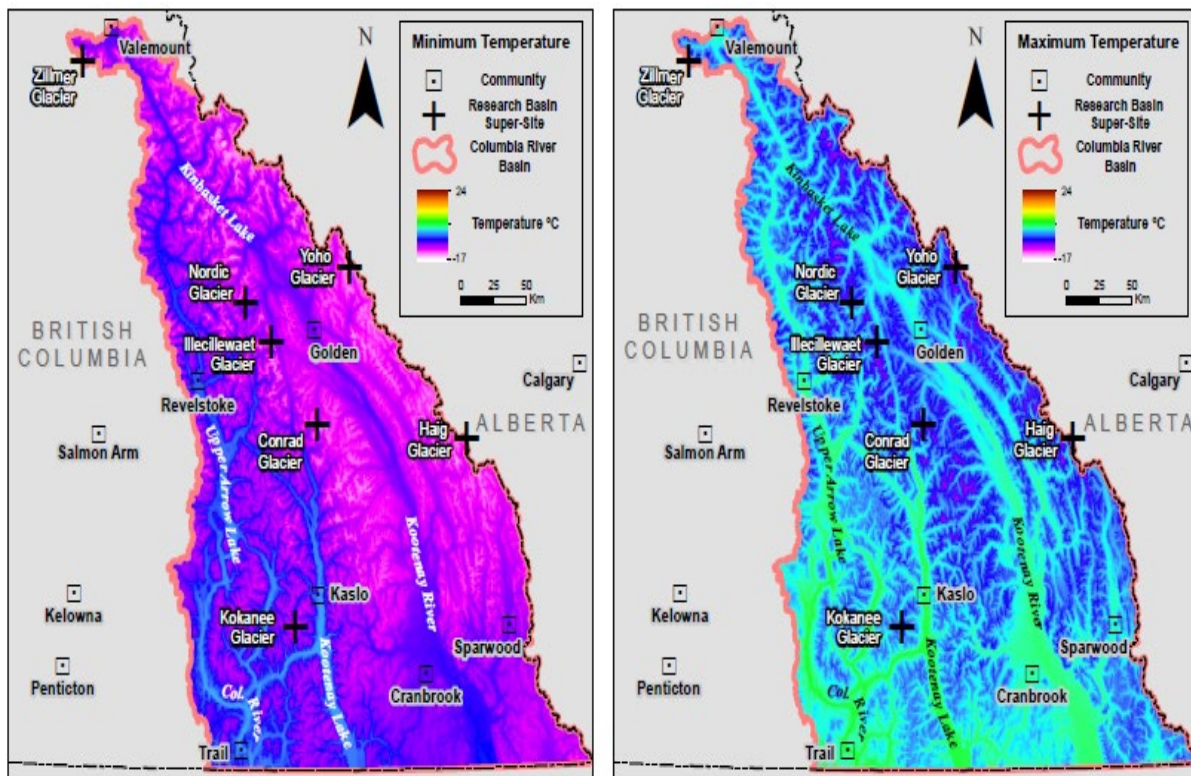 Valemount
Zillmer
Glacier
N
Minimum Temperature
Community
Research Basin
Super-Site
Columbia River
Basin
24
Temperature ºC
-17
0 25 50
Km
Kinbasket Lake
Nordic
Glacier
Yoho
Glacier
BRITISH
COLUMBIA
Illecillewaet
Glacier
Golden
Calgary
Revelstoke
ALBERTA
Salmon Arm
Upper Arrow Lake
Conrad
Glacier
Haig
Glacier
Kootenay River
Kelowna
Kaslo
Kokanee
Glacier
Sparwood
Penticton
Col. River
Kootenay Lake
Cranbrook
Trail
Valemount
Zillmer
Glacier
N
Maximum Temperature
Community
Research Basin
Super-Site
Columbia River
Basin
24
Temperature ºC
-17
0 25 50
Km
Kinbasket Lake
Nordic
Glacier
Yoho
Glacier
BRITISH
COLUMBIA
Illecillewaet
Glacier
Golden
Calgary
Revelstoke
ALBERTA
Salmon Arm
Upper Arrow Lake
Conrad
Glacier
Haig
Glacier
Kootenay River
Kelowna
Kaslo
Kokanee
Glacier
Sparwood
Penticton
Col. River
Kootenay Lake
Cranbrook
Trail